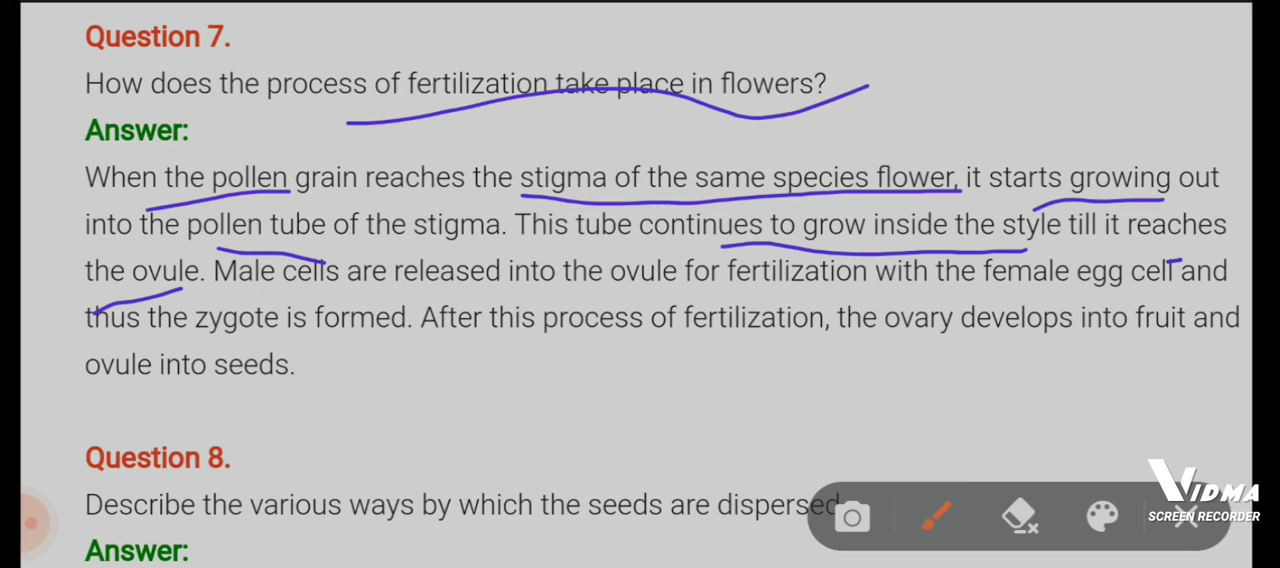 Question 7.
How does the process of fertilization take place in flowers?
Answer:
When the pollen grain reaches the stigma of the same species flower, it starts growing out
into the pollen tube of the stigma. This tube continues to grow inside the style till it reaches
the ovule. Male cells are released into the ovule for fertilization with the female egg cell and
thus the zygote is formed. After this process of fertilization, the ovary develops into fruit and
ovule into seeds.
Question 8.
Describe the various ways by which the seeds are dispersed
Answer:
VIDMA
SCREEN RECORDER